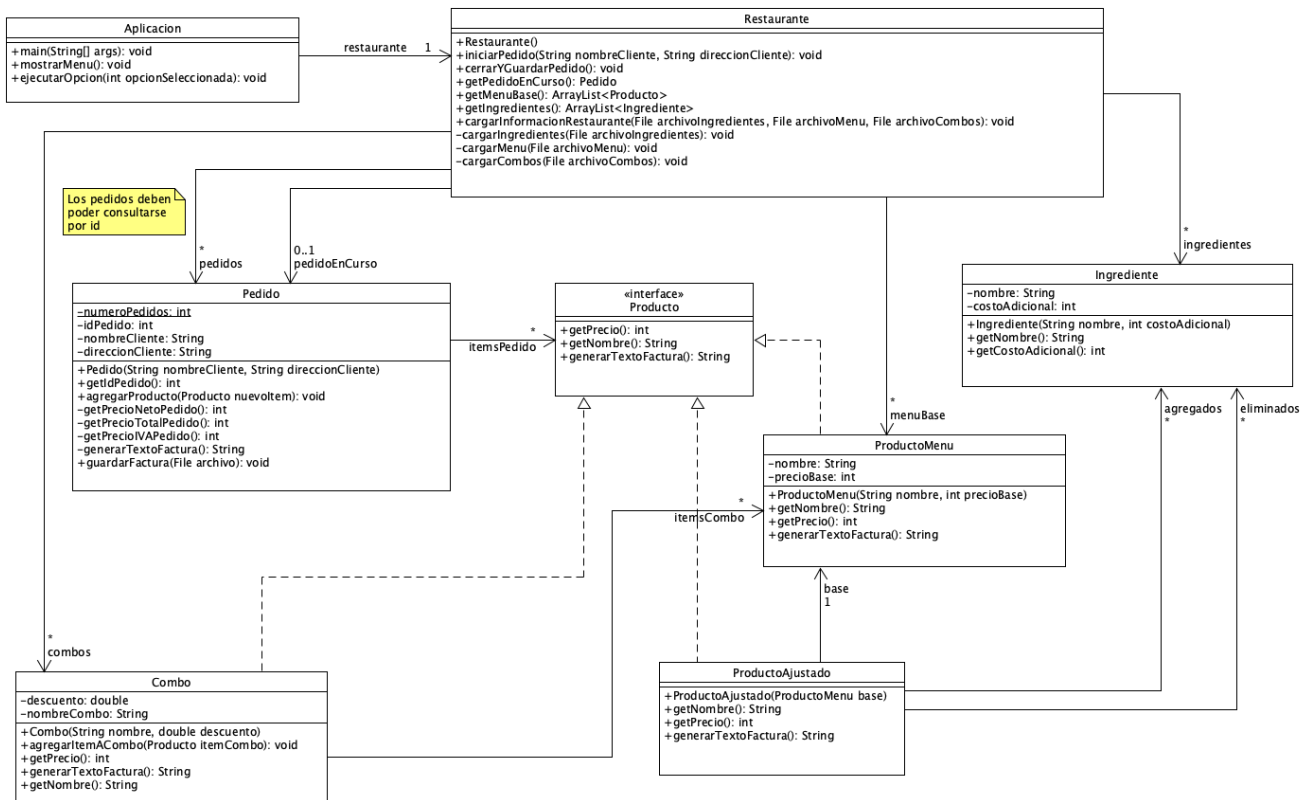 Aplicacion
+main(String[] args): void
+mostrarMenu(): void
+ejecutarOpcion(int opcionSeleccionada): void
restaurante 1
Restaurante
+Restaurante()
+iniciarPedido(String nombreCliente, String direccionCliente): void
+cerrarYGuardarPedido(): void
+getPedidoEnCurso(): Pedido
+getMenuBase(): ArrayList<Producto>
+getIngredientes(): ArrayList<Ingrediente>
+cargarInformacionRestaurante(File archivoIngredientes, File archivoMenu, File archivoCombos): void
-cargarIngredientes(File archivoIngredientes): void
-cargarMenu(File archivoMenu): void
-cargarCombos(File archivoCombos): void
Los pedidos deben
poder consultarse
por id
*
pedidos
0..1
pedidoEnCurso
*
ingredientes
Pedido
-numeroPedidos: int
-idPedido: int
-nombreCliente: String
-direccionCliente: String
+Pedido(String nombreCliente, String direccionCliente)
+getIdPedido(): int
+agregarProducto(Producto nuevoItem): void
-getPrecioNetoPedido(): int
-getPrecioTotalPedido(): int
-getPrecioIVAPedido(): int
-generarTextoFactura(): String
+guardarFactura(File archivo): void
*
itemsPedido
«interface»
Producto
+getPrecio(): int
+getNombre(): String
+generarTextoFactura(): String
Ingrediente
-nombre: String
-costoAdicional: int
+Ingrediente(String nombre, int costoAdicional)
+getNombre(): String
+getCostoAdicional(): int
*
menuBase
agregados
*
eliminados
*
ProductoMenu
-nombre: String
-precioBase: int
+ProductoMenu(String nombre, int precioBase)
+getNombre(): String
+getPrecio(): int
+generarTextoFactura(): String
*
itemsCombo
base
1
*
combos
Combo
-descuento: double
-nombreCombo: String
+Combo(String nombre, double descuento)
+agregarItemACombo(Producto itemCombo): void
+getPrecio(): int
+generarTextoFactura(): String
+getNombre(): String
ProductoAjustado
+ProductoAjustado(ProductoMenu base)
+getNombre(): String
+getPrecio(): int
+generarTextoFactura(): String